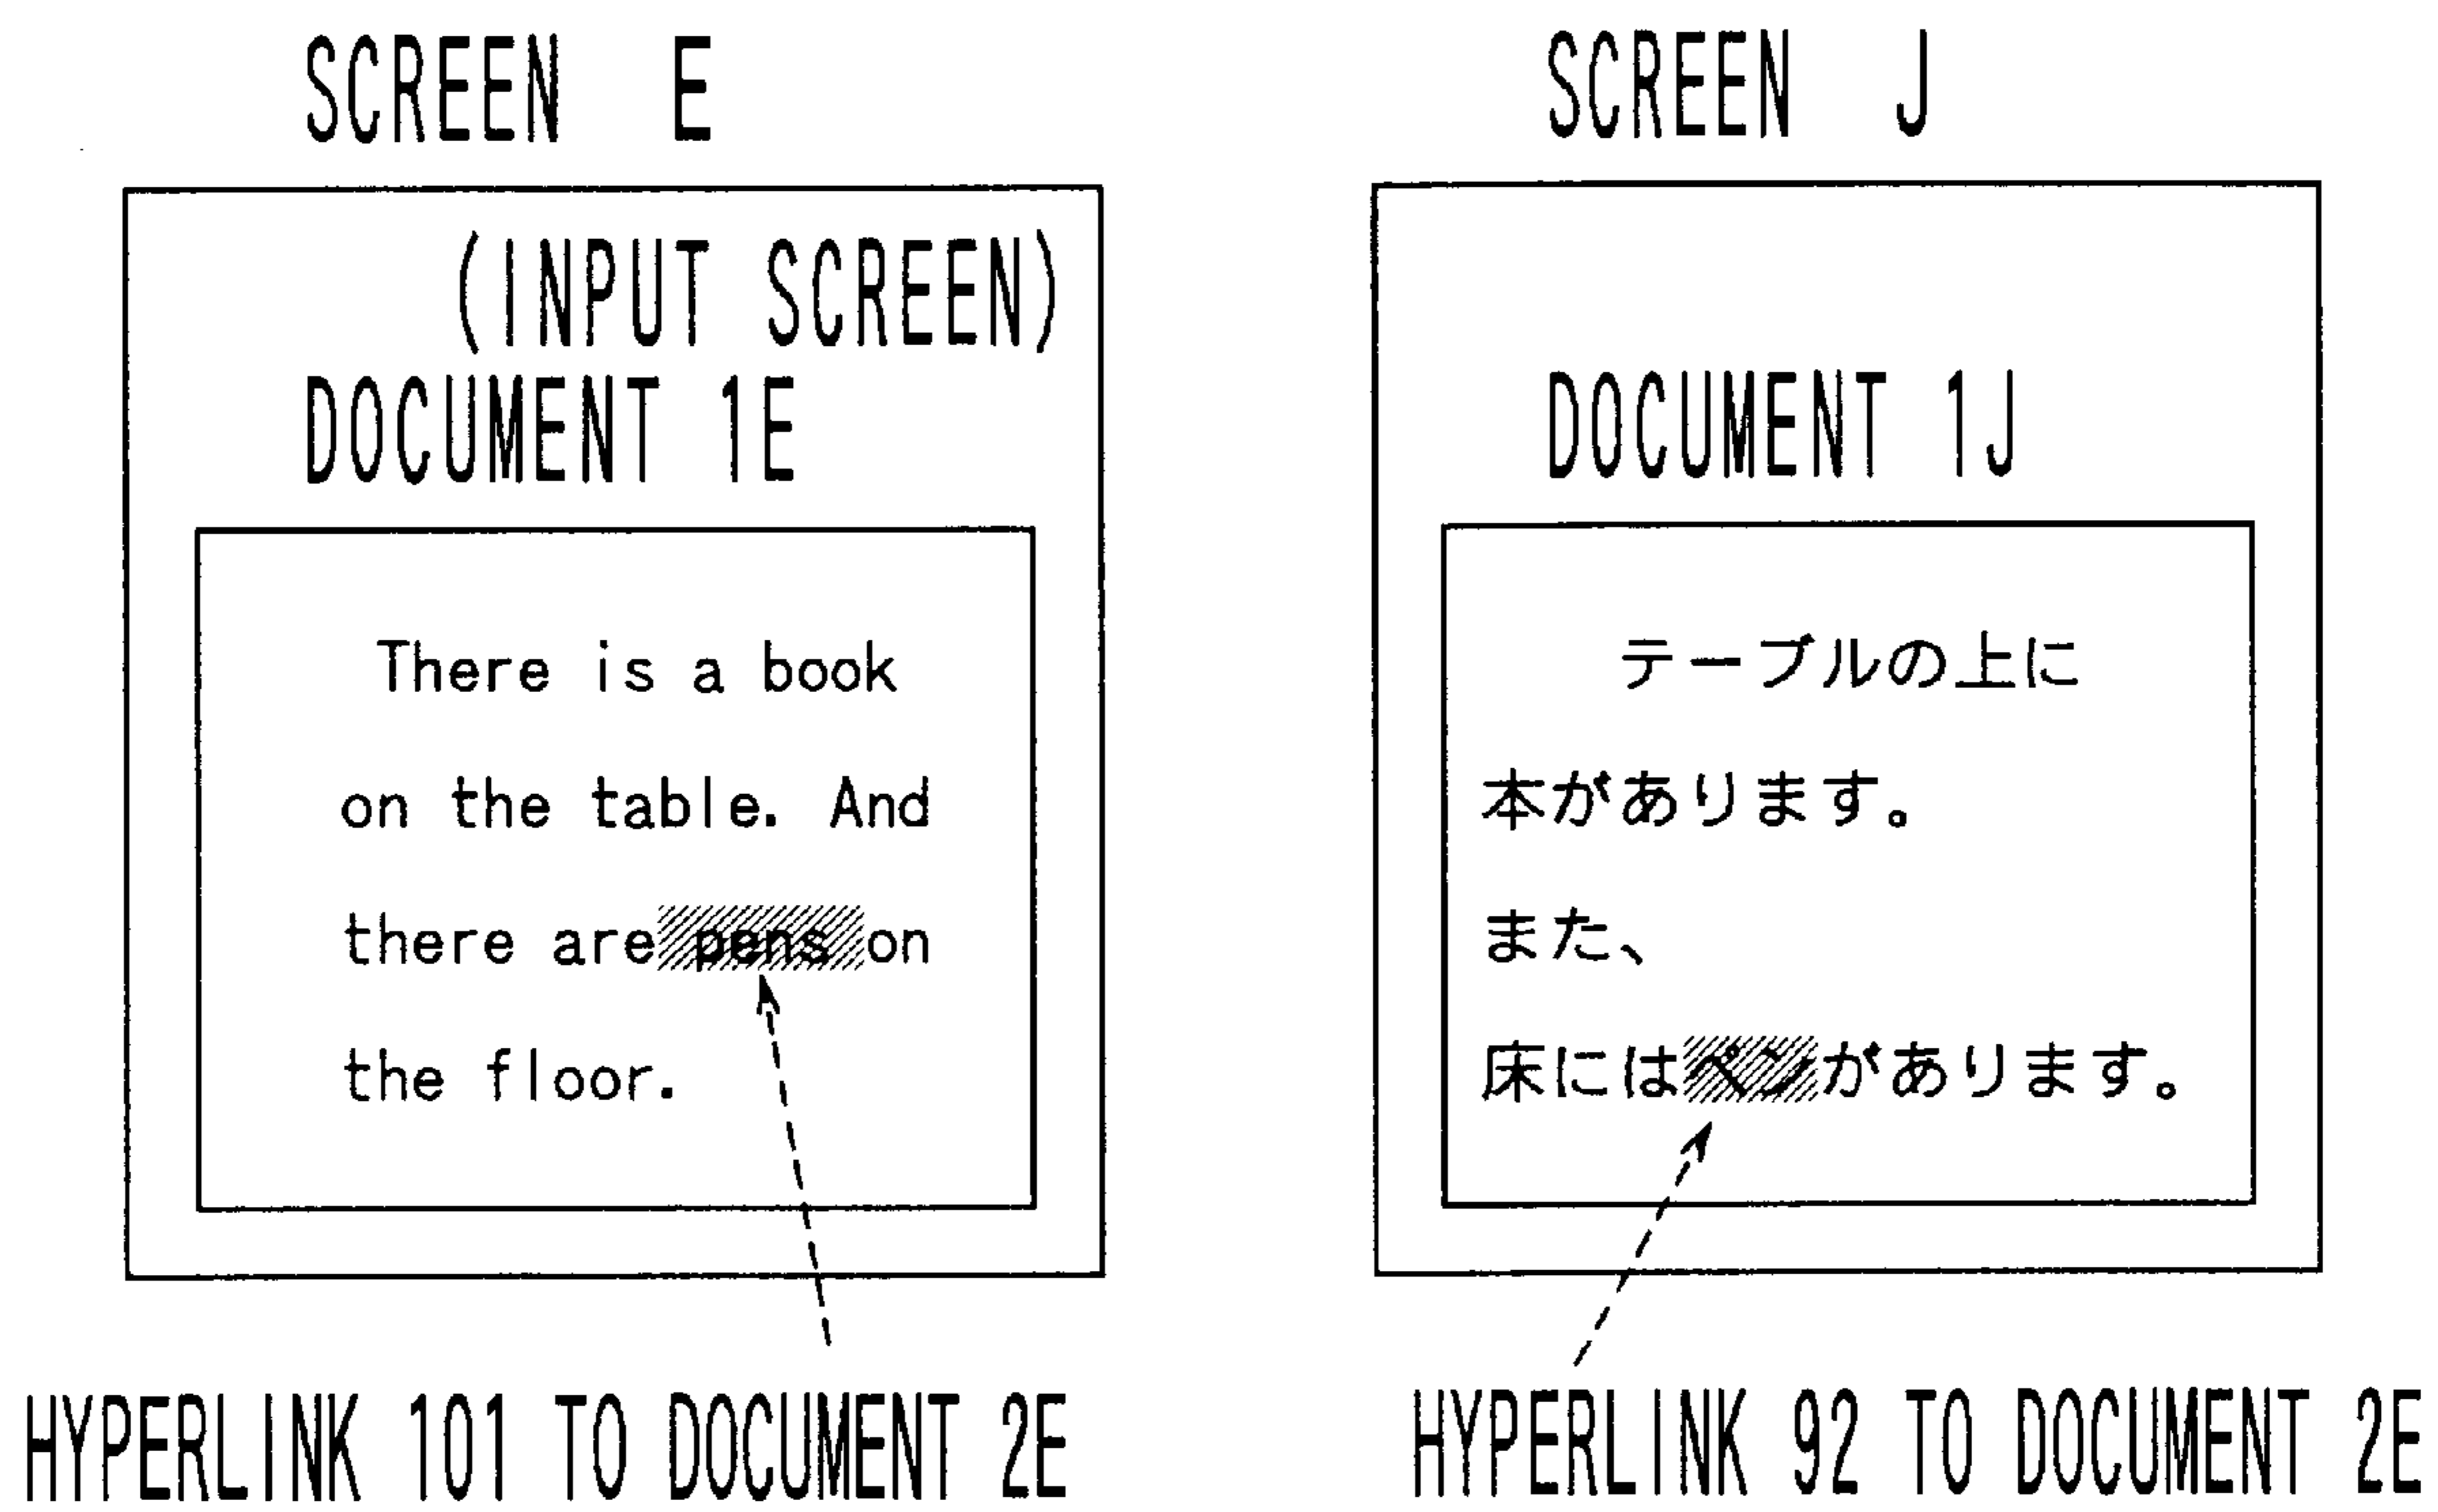 SCREEN E
(INPUT SCREEN)
DOCUMENT 1E
There is a book
on the table. And
there are pens on
the floor.
HYPERLINK 101 TO DOCUMENT 2E
SCREEN J
DOCUMENT 1J
テーブルの上に
本があります。
また、
床にはペンがあります。
HYPERLINK 92 TO DOCUMENT 2E